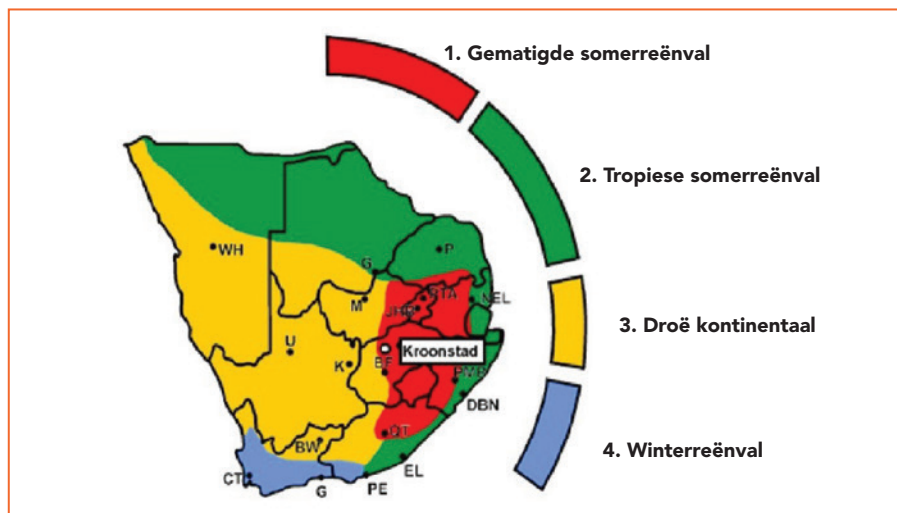 1. Gematigde somerreënval
2. Tropiese somerreënval
3. Droë kontinentaal
4. Winterreënval
WH
P
G
PTA
NEL
M
JHB
U
K
BF
Kroonstad
PMB
DBN
QT
BW
EL
CT
G
PE